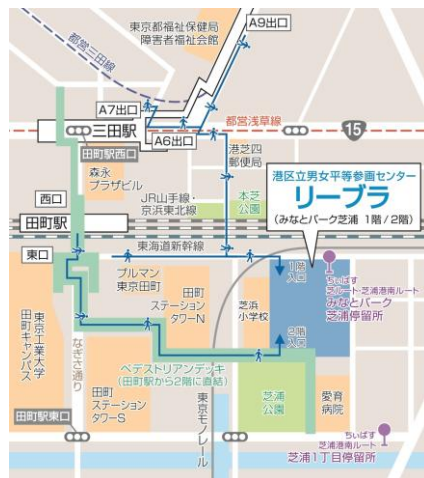 A9出口
東京都福祉保健局
障害者福祉会館
都営三田線
A7出口
三田駅
A6出口
都営浅草線
15
田町駅西口
港芝四
郵便局
森永
プラザビル
港区立男女平等参画センター
リーブラ
(みなとパーク芝浦 1階/2階)
西口
JR山手線・
京浜東北線
本芝
公園
田町駅
東海道新幹線
東口
プルマン
東京田町
田町
ステーション
タワーN
芝浜
小学校
1階
入口
ちぃばす
芝ルート・芝浦港南ルート
みなとパーク
芝浦停留所
東京工業大学
田町キャンパス
なぎさ通り
2階
入口
ペデストリアンデッキ
(田町駅から2階に直結)
田町
ステーション
タワーS
東京モノレール
芝浦
公園
愛育
病院
田町駅東口
ちぃばす
芝浦港南ルート
芝浦1丁目停留所